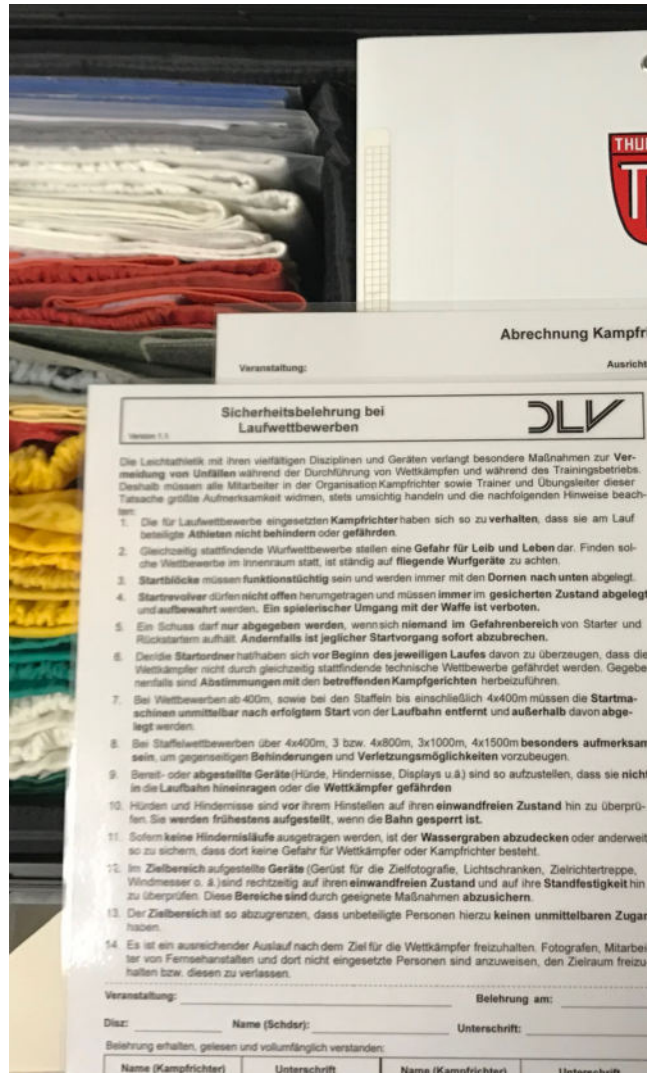 THU
Abrechnung Kampfri
Veranstaltung:
Ausricht
Sicherheitsbelehrung bei
Laufwettbewerben
Version 1.1
DLV
Die Leichtathletik mit ihren vielfältigen Disziplinen und Geräten verlangt besondere Maßnahmen zur Ver-
meidung von Unfällen während der Durchführung von Wettkämpfen und während des Trainingsbetriebs.
Deshalb müssen alle Mitarbeiter in der Organisation Kampfrichter sowie Trainer und Übungsleiter dieser
Tatsache größte Aufmerksamkeit widmen, stets umsichtig handeln und die nachfolgenden Hinweise beach-
ten:
1. Die für Laufwettbewerbe eingesetzten Kampfrichter haben sich so zu verhalten, dass sie am Lauf
beteiligte Athleten nicht behindern oder gefährden.
2. Gleichzeitig stattfindende Wurfwettbewerbe stellen eine Gefahr für Leib und Leben dar. Finden sol-
che Wettbewerbe im Innenraum statt, ist ständig auf fliegende Wurfgeräte zu achten.
3. Startblöcke müssen funktionstüchtig sein und werden immer mit den Dornen nach unten abgelegt.
4. Startrevolver dürfen nicht offen herumgetragen und müssen immer im gesicherten Zustand abgelegt
und aufbewahrt werden. Ein spielerischer Umgang mit der Waffe ist verboten.
5. Ein Schuss darf nur abgegeben werden, wenn sich niemand im Gefahrenbereich von Starter und
Rückstartern aufhält. Andernfalls ist jeglicher Startvorgang sofort abzubrechen.
6. Der/die Startordner hat/haben sich vor Beginn des jeweiligen Laufes davon zu überzeugen, dass die
Wettkämpfer nicht durch gleichzeitig stattfindende technische Wettbewerbe gefährdet werden. Gegebe
nenfalls sind Abstimmungen mit den betreffenden Kampfgerichten herbeizuführen.
7. Bei Wettbewerben ab 400m, sowie bei den Staffeln bis einschließlich 4x400m müssen die Startma-
schinen unmittelbar nach erfolgtem Start von der Laufbahn entfernt und außerhalb davon abge-
legt werden.
8. Bei Staffelwettbewerben über 4x400m, 3 bzw. 4x800m, 3x1000m, 4x1500m besonders aufmerksam
sein, um gegenseitigen Behinderungen und Verletzungsmöglichkeiten vorzubeugen.
9. Bereit- oder abgestellte Geräte (Hürde, Hindernisse, Displays u.ä.) sind so aufzustellen, dass sie nicht
in die Laufbahn hineinragen oder die Wettkämpfer gefährden
10. Hürden und Hindernisse sind vor ihrem Hinstellen auf ihren einwandfreien Zustand hin zu überprü-
fen. Sie werden frühestens aufgestellt, wenn die Bahn gesperrt ist.
11. Sofern keine Hindernisläufe ausgetragen werden, ist der Wassergraben abzudecken oder anderweit
so zu sichern, dass dort keine Gefahr für Wettkämpfer oder Kampfrichter besteht.
12. Im Zielbereich aufgestellte Geräte (Gerüst für die Zielfotografie, Lichtschranken, Zielrichtertreppe,
Windmesser o. ä.) sind rechtzeitig auf ihren einwandfreien Zustand und auf ihre Standfestigkeit hin
zu überprüfen. Diese Bereiche sind durch geeignete Maßnahmen abzusichern.
13. Der Zielbereich ist so abzugrenzen, dass unbeteiligte Personen hierzu keinen unmittelbaren Zugan
haben.
14. Es ist ein ausreichender Auslauf nach dem Ziel für die Wettkämpfer freizuhalten. Fotografen, Mitarbei
ter von Fernsehanstalten und dort nicht eingesetzte Personen sind anzuweisen, den Zielraum freizu
halten bzw. diesen zu verlassen.
Veranstaltung: Belehrung am:
Disz: Name (Schdsr): Unterschrift:
Belehrung erhalten, gelesen und vollumfänglich verstanden:
Name (Kampfrichter) Unterschrift Name (Kampfrichter) Unterschrift